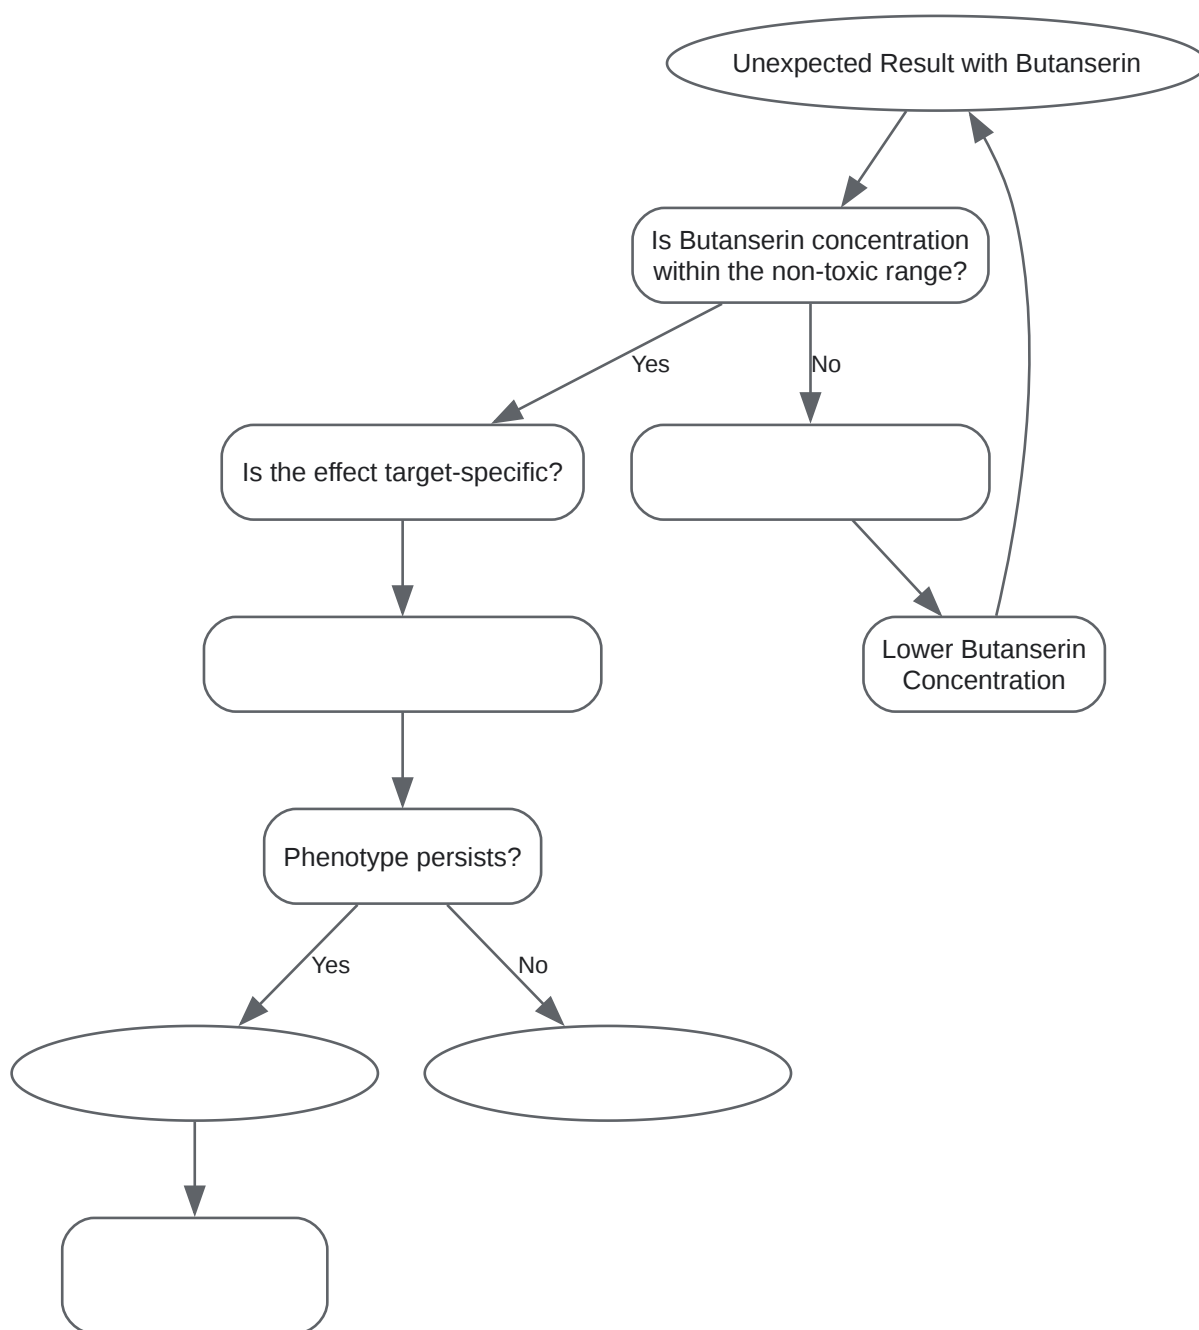 Unexpected Result with Butanserin
Is Butanserin concentration
within the non-toxic range?
Yes
No
Is the effect target-specific?
Lower Butanserin
Concentration
Phenotype persists?
Yes
No